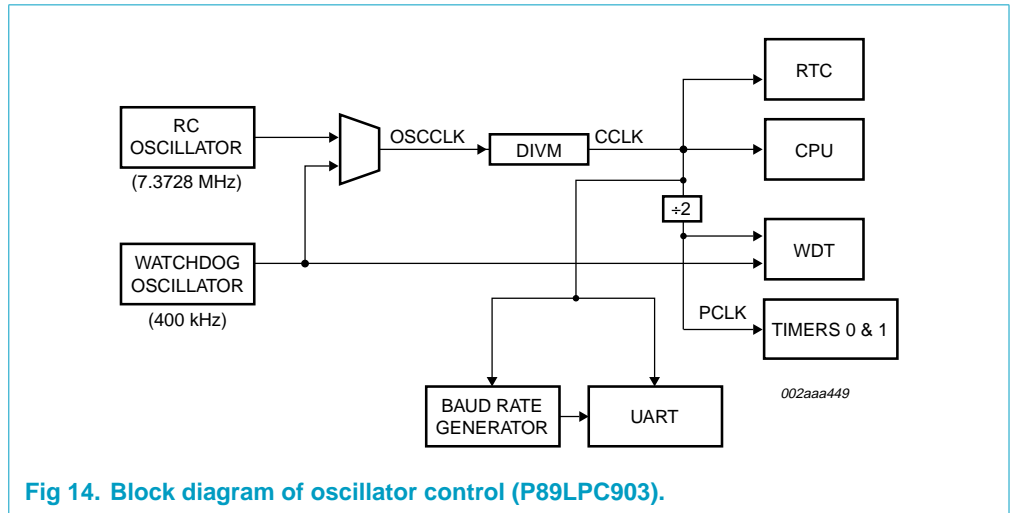 RTC
RC
OSCILLATOR
(7.3728 MHz)
OSCCLK
DIVM
CCLK
CPU
÷2
WATCHDOG
OSCILLATOR
(400 kHz)
WDT
PCLK
TIMERS 0 & 1
BAUD RATE
GENERATOR
UART
002aaa449
Fig 14. Block diagram of oscillator control (P89LPC903).